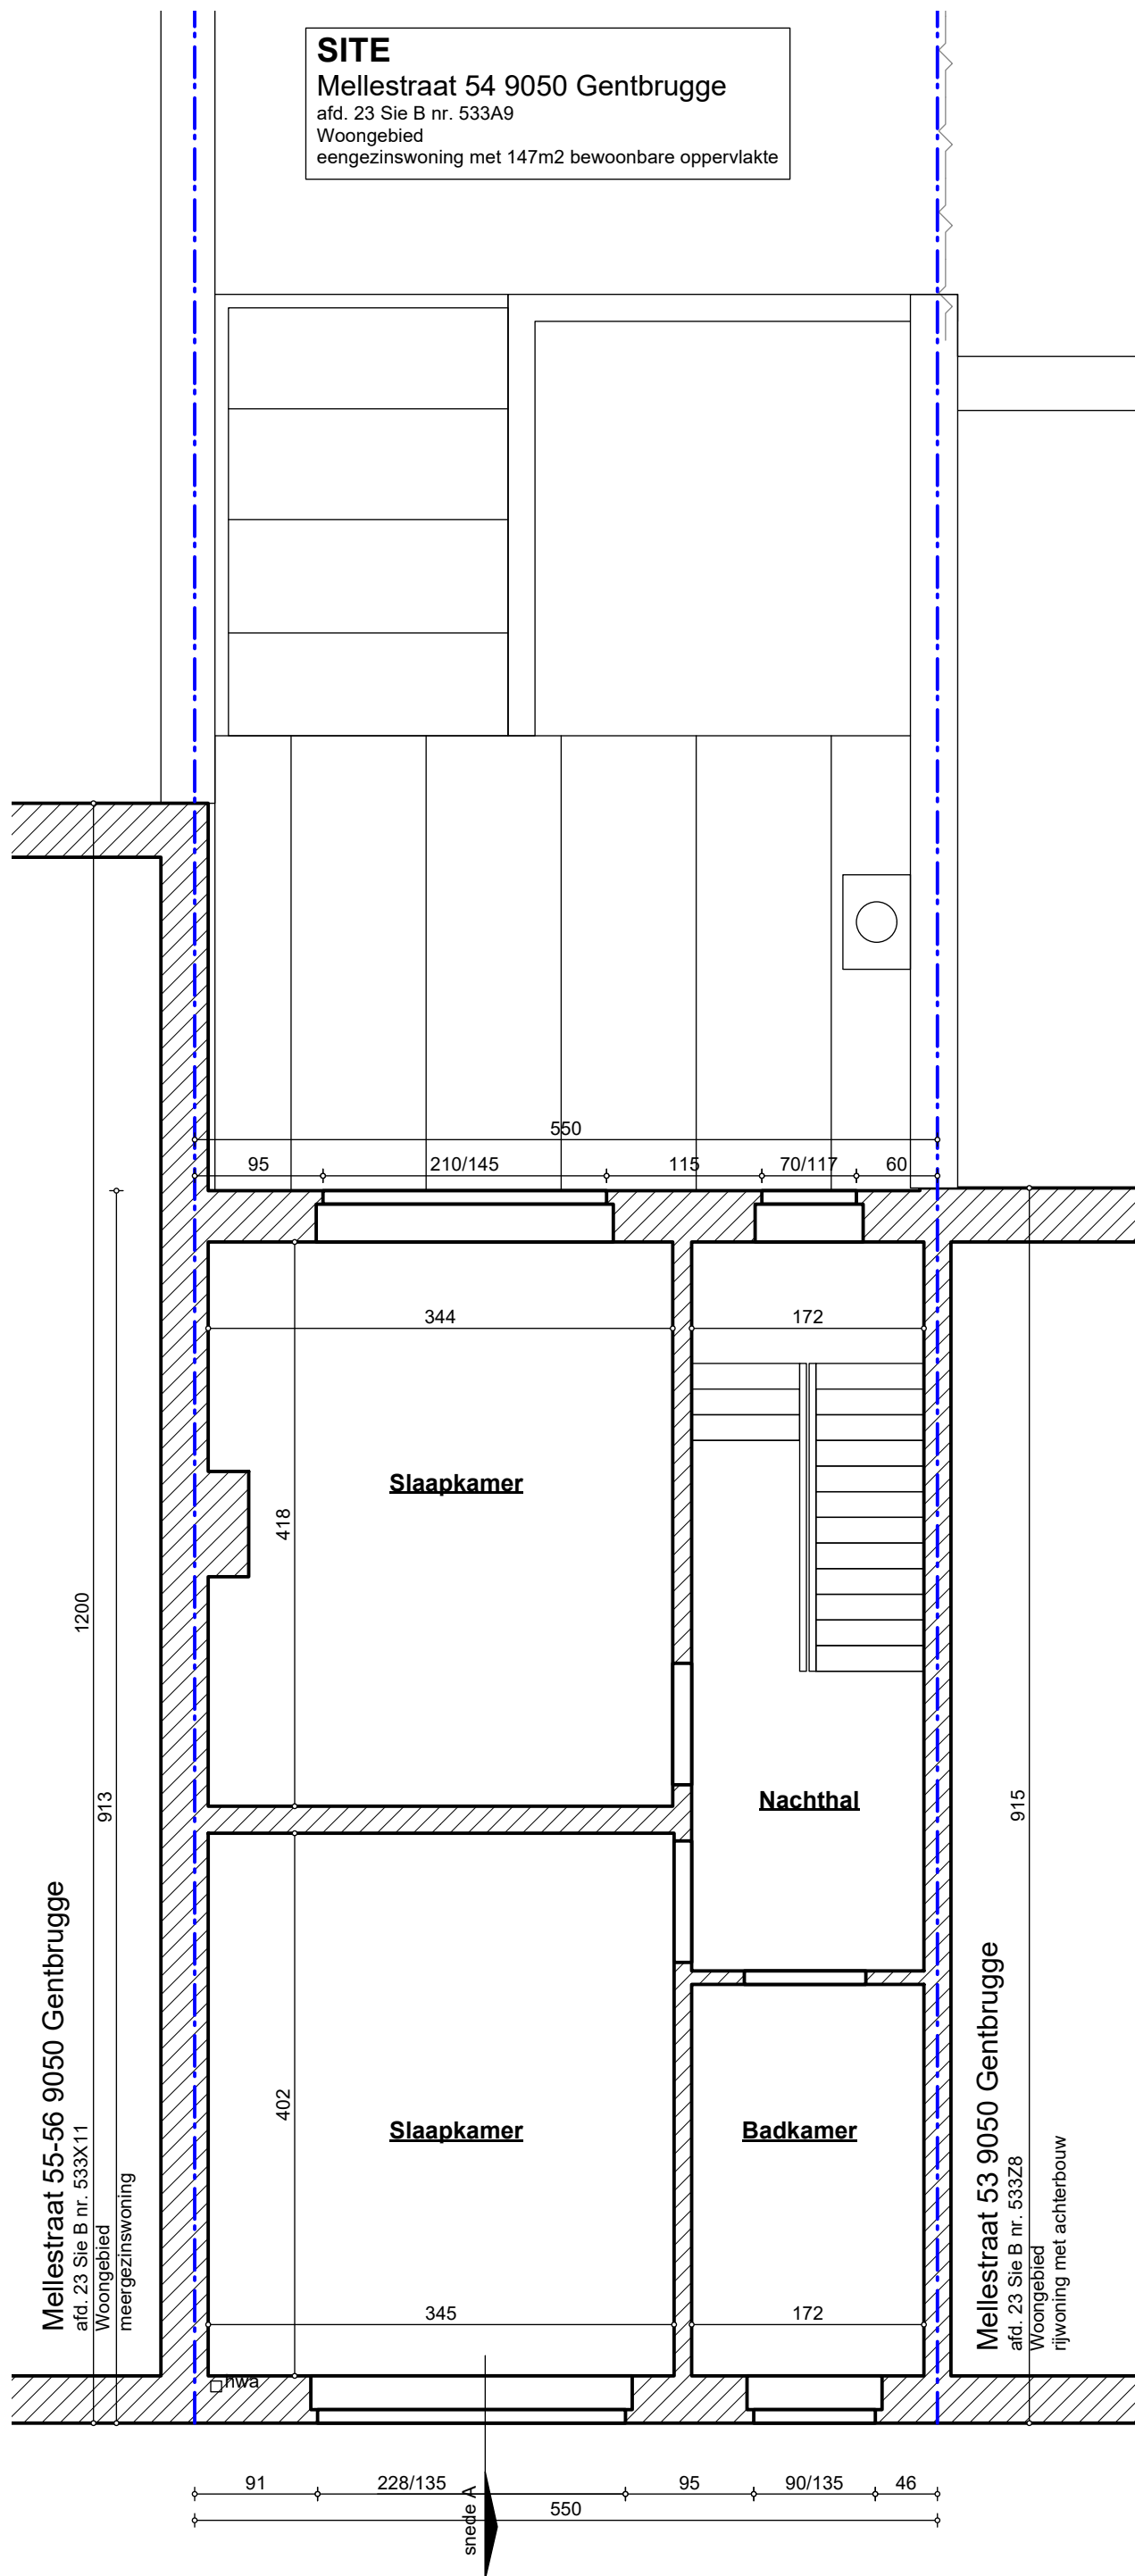 SITE
Mellestraat 54 9050 Gentbrugge
afd. 23 Sie B nr. 533A9
Woongebied
eengezinswoning met 147m2 bewoonbare oppervlakte
550
95
210/145
115
70/117
60
344
172
Slaapkamer
418
1200
913
Nachthal
915
Mellestraat 55-56 9050 Gentbrugge
afd. 23 Sie B nr. 533X11
Woongebied
meergezinswoning
Mellestraat 53 9050 Gentbrugge
afd. 23 Sie B nr. 533Z8
Woongebied
rijwoning met achterbouw
402
Slaapkamer
Badkamer
345
172
hwa
91
228/135
95
90/135
46
550
snede A